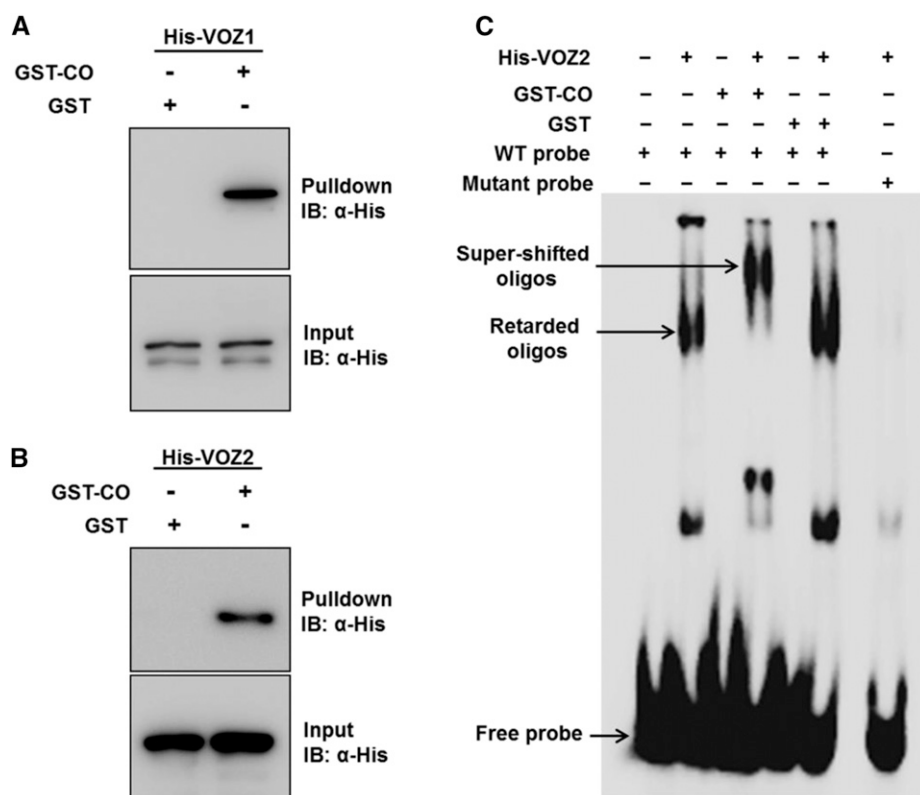 A
His-VOZ1
GST-CO - +
GST + -
Pulldown
IB: α-His
Input
IB: α-His
B
His-VOZ2
GST-CO - +
GST + -
Pulldown
IB: α-His
Input
IB: α-His
C
His-VOZ2 - + - + - + +
GST-CO - - + + - - -
GST - - - - + + -
WT probe + + + + + + -
Mutant probe - - - - - - +
Super-shifted
oligos
Retarded
oligos
Free probe